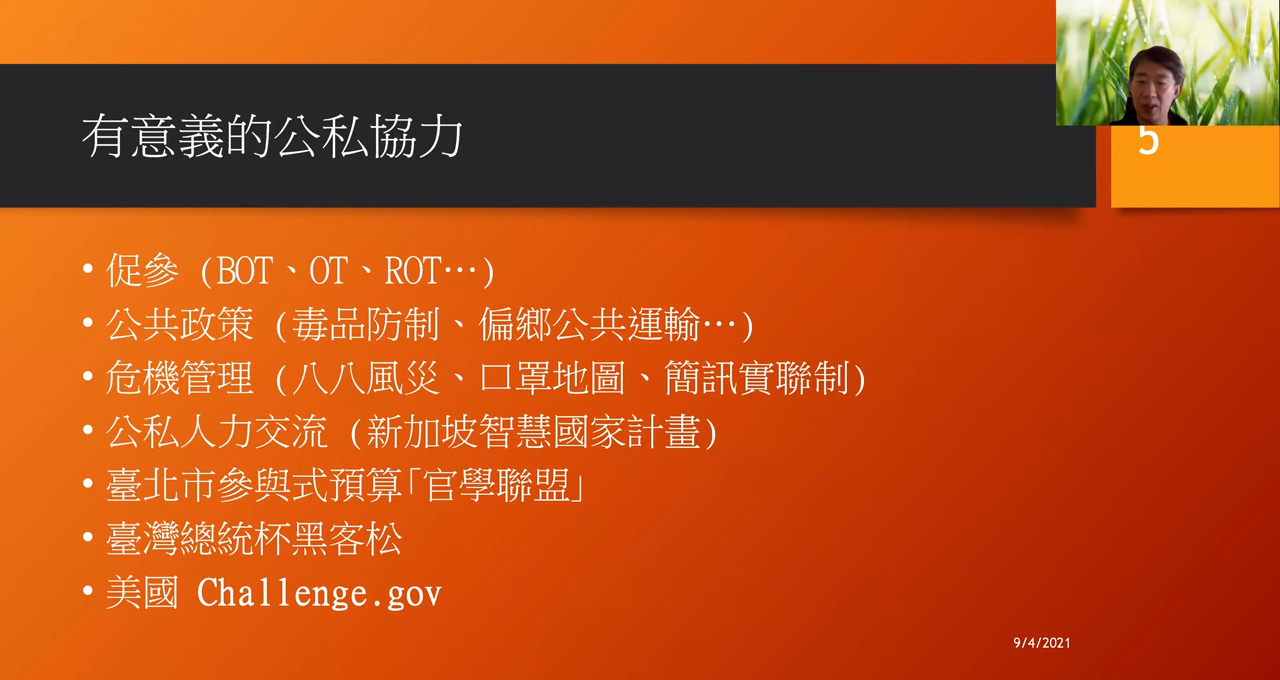 有意義的公私協力
5
• 促參 (BOT、OT、ROT…)
• 公共政策 (毒品防制、偏鄉公共運輸…)
• 危機管理 (八八風災、口罩地圖、簡訊實聯制)
• 公私人力交流 (新加坡智慧國家計畫)
• 臺北市參與式預算「官學聯盟」
• 臺灣總統杯黑客松
• 美國 Challenge.gov
9/4/2021